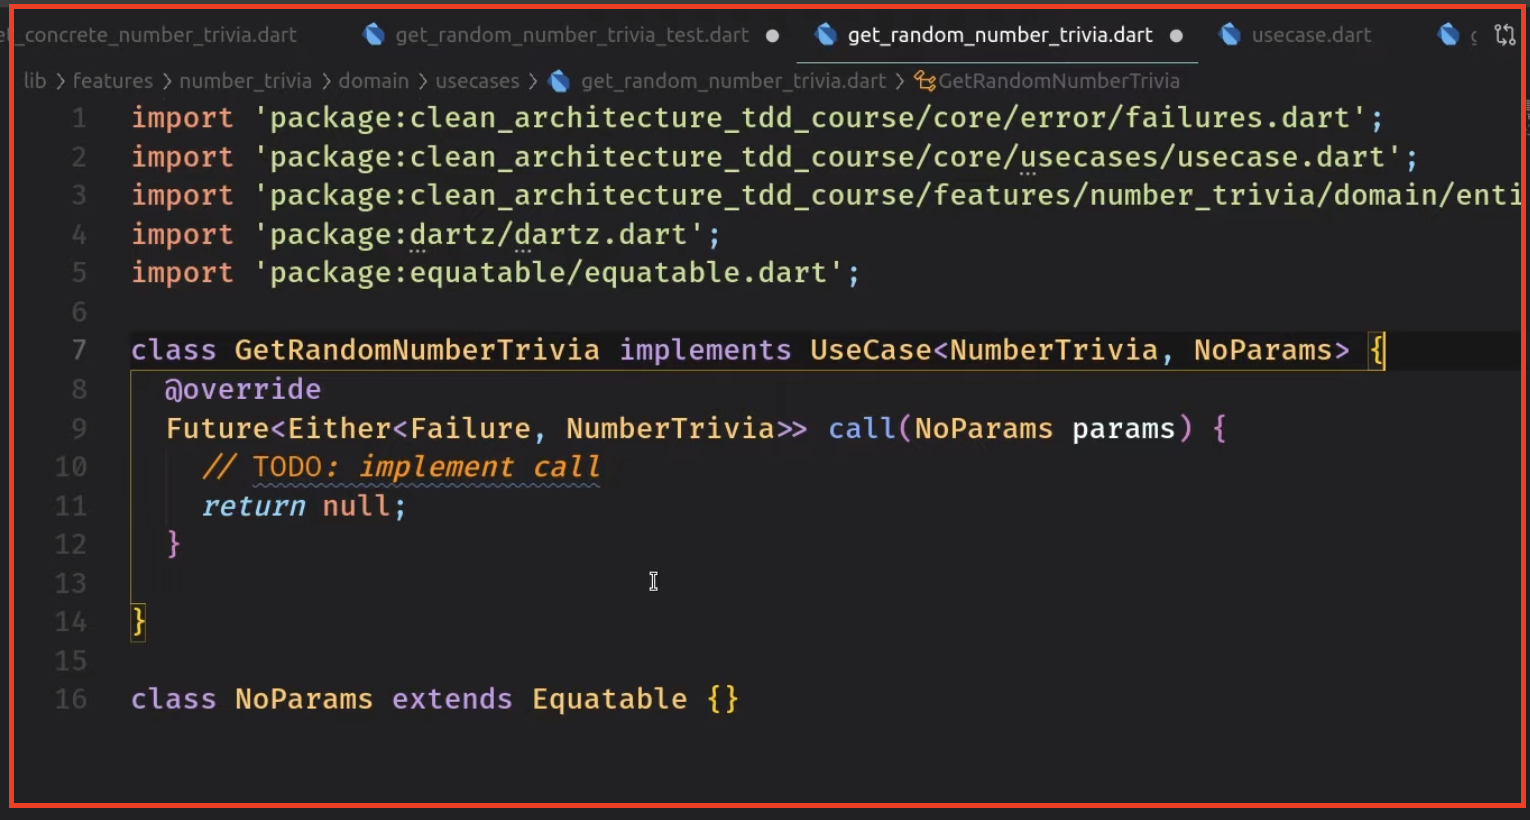 _concrete_number_trivia.dart get_random_number_trivia_test.dart get_random_number_trivia.dart usecase.dart
lib > features > number_trivia > domain > usecases > get_random_number_trivia.dart > GetRandomNumberTrivia
1 import 'package:clean_architecture_tdd_course/core/error/failures.dart';
2 import 'package:clean_architecture_tdd_course/core/usecases/usecase.dart';
3 import 'package:clean_architecture_tdd_course/features/number_trivia/domain/enti
4 import 'package:dartz/dartz.dart';
5 import 'package:equatable/equatable.dart';
6
7 class GetRandomNumberTrivia implements UseCase<NumberTrivia, NoParams> {
8 @override
9 Future<Either<Failure, NumberTrivia>> call(NoParams params) {
10 // TODO: implement call
11 return null;
12 }
13
14 }
15
16 class NoParams extends Equatable {}